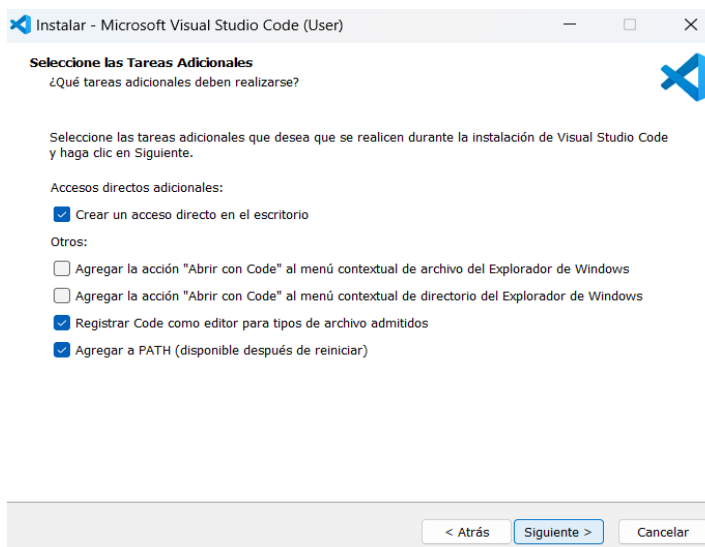 Instalar - Microsoft Visual Studio Code (User)
Seleccione las Tareas Adicionales
¿Qué tareas adicionales deben realizarse?
Seleccione las tareas adicionales que desea que se realicen durante la instalación de Visual Studio Code
y haga clic en Siguiente.
Accesos directos adicionales:
Crear un acceso directo en el escritorio
Otros:
Agregar la acción "Abrir con Code" al menú contextual de archivo del Explorador de Windows
Agregar la acción "Abrir con Code" al menú contextual de directorio del Explorador de Windows
Registrar Code como editor para tipos de archivo admitidos
Agregar a PATH (disponible después de reiniciar)
< Atrás Siguiente > Cancelar